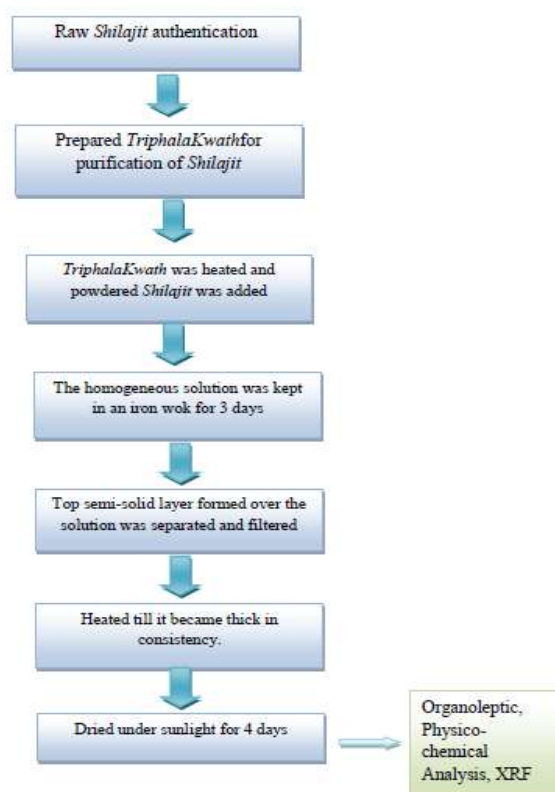 Raw Shilajit authentication
Prepared TriphalaKwathfor
purification of Shilajit
TriphalaKwath was heated and
powdered Shilajit was added
The homogeneous solution was kept
in an iron wok for 3 days
Top semi-solid layer formed over the
solution was separated and filtered
Heated till it became thick in
consistency.
Dried under sunlight for 4 days
Organoleptic,
Physico-
chemical
Analysis, XRF